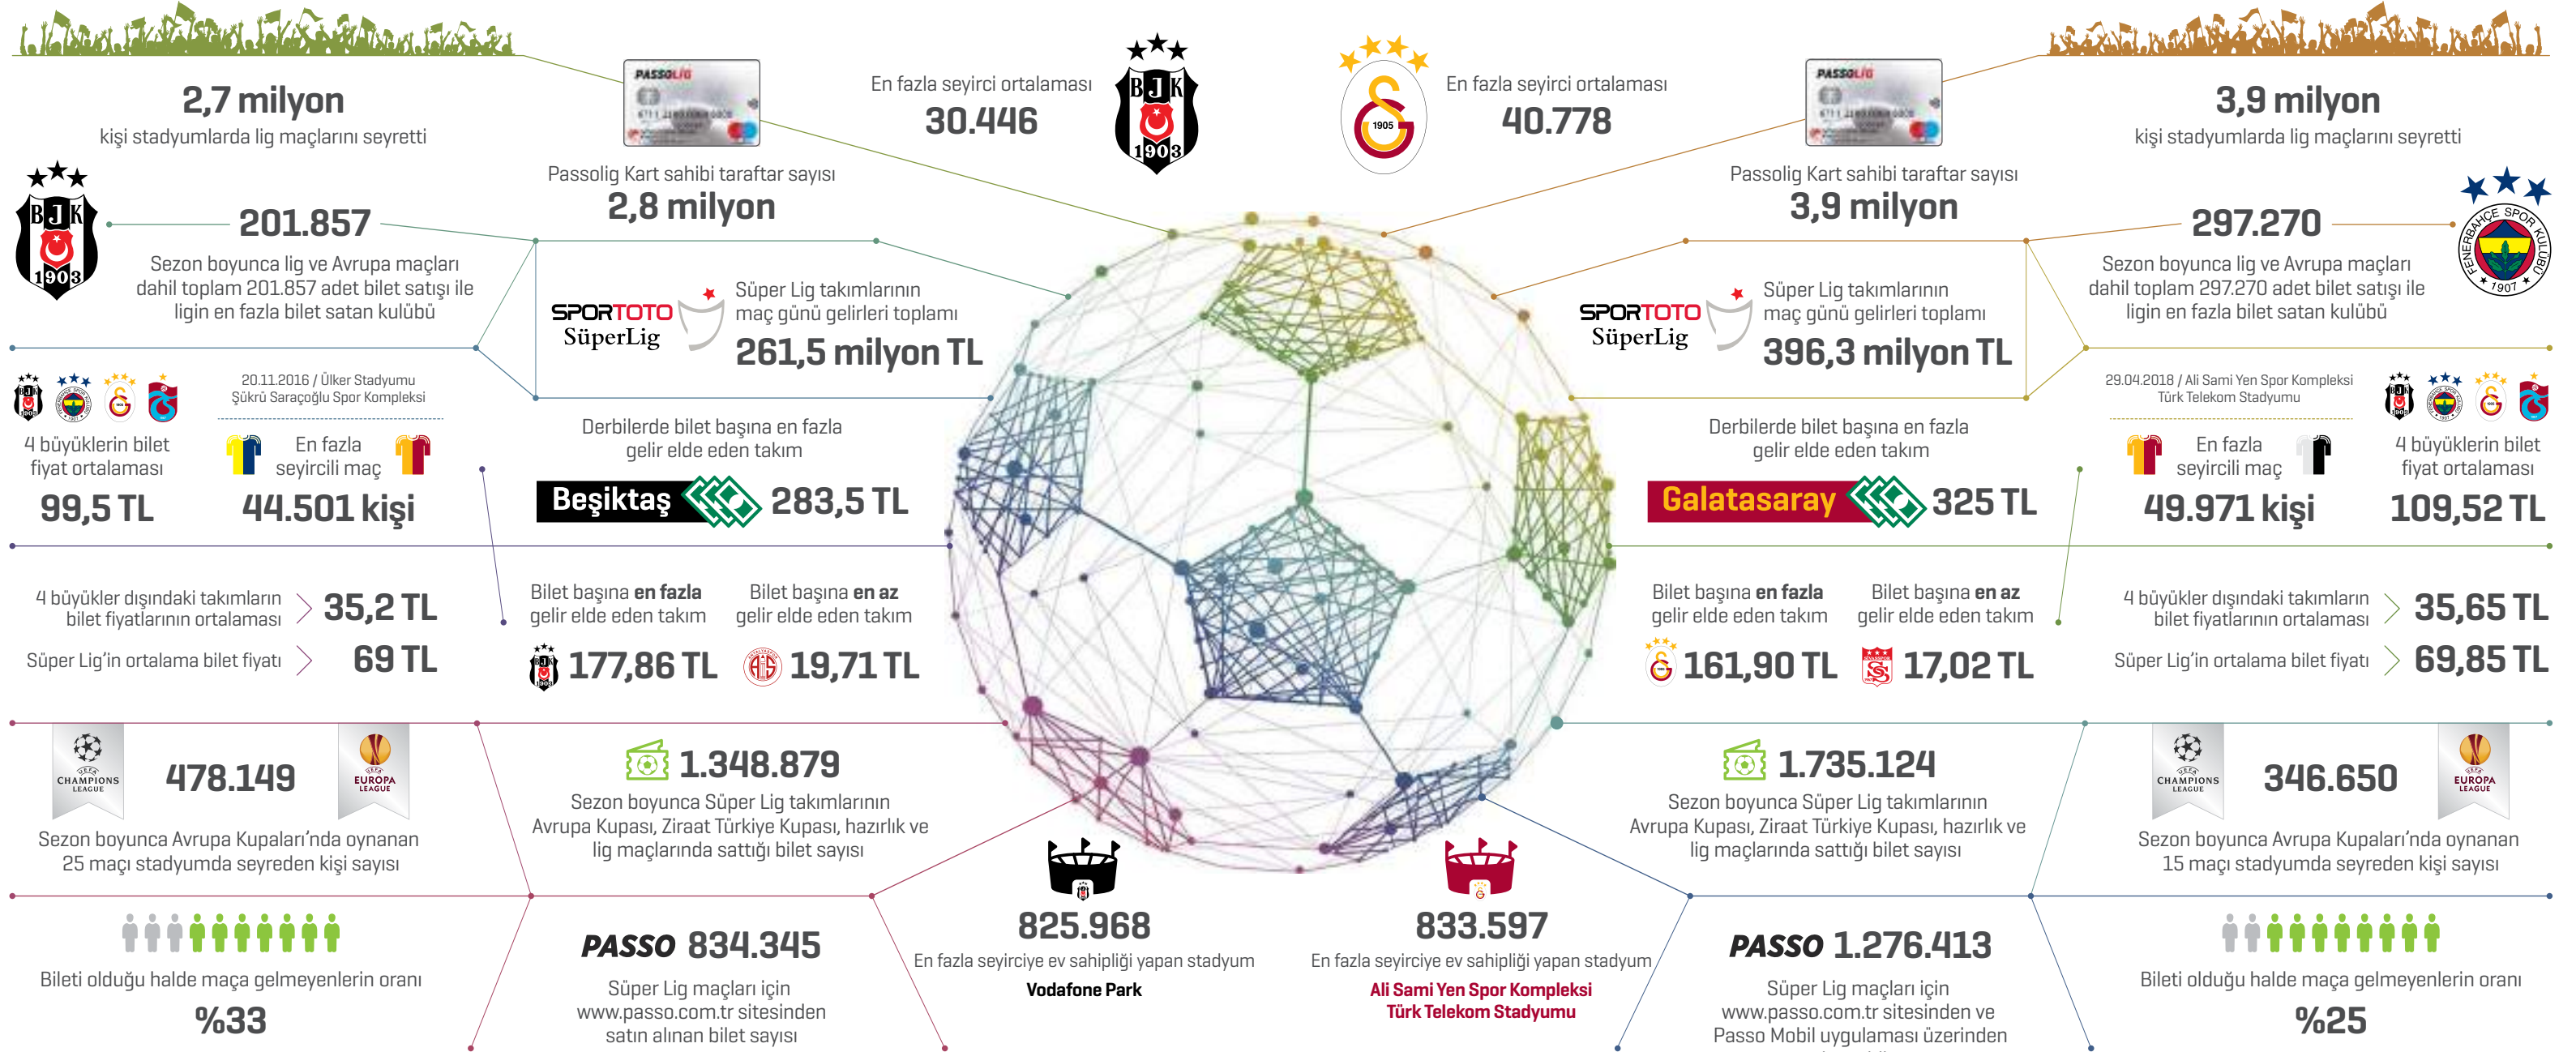 2,7 milyon
kişi stadyumlarda lig maçlarını seyretti
BJK
1903
201.857
Sezon boyunca lig ve Avrupa maçları
dahil toplam 201.857 adet bilet satışı ile
ligin en fazla bilet satan kulübü
PASSOLİG
Passolig Kart sahibi taraftar sayısı
2,8 milyon
SPORTOTO
SüperLig
Süper Lig takımlarının
maç günü gelirleri toplamı
261,5 milyon TL
En fazla seyirci ortalaması
30.446
BJK
1903
4 büyüklerin bilet
fiyat ortalaması
99,5 TL
20.11.2016 / Ülker Stadyumu
Şükrü Saraçoğlu Spor Kompleksi
En fazla
seyircili maç
44.501 kişi
Derbilerde bilet başına en fazla
gelir elde eden takım
Beşiktaş
283,5 TL
4 büyükler dışındaki takımların
bilet fiyatlarının ortalaması
35,2 TL
Süper Lig'in ortalama bilet fiyatı
69 TL
Bilet başına en fazla
gelir elde eden takım
BJK
1903
177,86 TL
Bilet başına en az
gelir elde eden takım
19,71 TL
UEFA
CHAMPIONS
LEAGUE
478.149
UEFA
EUROPA
LEAGUE
Sezon boyunca Avrupa Kupaları'nda oynanan
25 maçı stadyumda seyreden kişi sayısı
1.348.879
Sezon boyunca Süper Lig takımlarının
Avrupa Kupası, Ziraat Türkiye Kupası, hazırlık ve
lig maçlarında sattığı bilet sayısı
Bileti olduğu halde maça gelmeyenlerin oranı
%33
PASSO 834.345
Süper Lig maçları için
www.passo.com.tr sitesinden
satın alınan bilet sayısı
825.968
En fazla seyirciye ev sahipliği yapan stadyum
Vodafone Park
1905
En fazla seyirci ortalaması
40.778
PASSOLİG
Passolig Kart sahibi taraftar sayısı
3,9 milyon
3,9 milyon
kişi stadyumlarda lig maçlarını seyretti
297.270
Sezon boyunca lig ve Avrupa maçları
dahil toplam 297.270 adet bilet satışı ile
ligin en fazla bilet satan kulübü
FENERBAHÇE SPOR KULÜBÜ
1907
SPORTOTO
SüperLig
Süper Lig takımlarının
maç günü gelirleri toplamı
396,3 milyon TL
Derbilerde bilet başına en fazla
gelir elde eden takım
Galatasaray
325 TL
29.04.2018 / Ali Sami Yen Spor Kompleksi
Türk Telekom Stadyumu
En fazla
seyircili maç
49.971 kişi
4 büyüklerin bilet
fiyat ortalaması
109,52 TL
Bilet başına en fazla
gelir elde eden takım
161,90 TL
Bilet başına en az
gelir elde eden takım
17,02 TL
4 büyükler dışındaki takımların
bilet fiyatlarının ortalaması
35,65 TL
Süper Lig'in ortalama bilet fiyatı
69,85 TL
1.735.124
Sezon boyunca Süper Lig takımlarının
Avrupa Kupası, Ziraat Türkiye Kupası, hazırlık ve
lig maçlarında sattığı bilet sayısı
UEFA
CHAMPIONS
LEAGUE
346.650
UEFA
EUROPA
LEAGUE
Sezon boyunca Avrupa Kupaları'nda oynanan
15 maçı stadyumda seyreden kişi sayısı
833.597
En fazla seyirciye ev sahipliği yapan stadyum
Ali Sami Yen Spor Kompleksi
Türk Telekom Stadyumu
PASSO 1.276.413
Süper Lig maçları için
www.passo.com.tr sitesinden ve
Passo Mobil uygulaması üzerinden
Bileti olduğu halde maça gelmeyenlerin oranı
%25